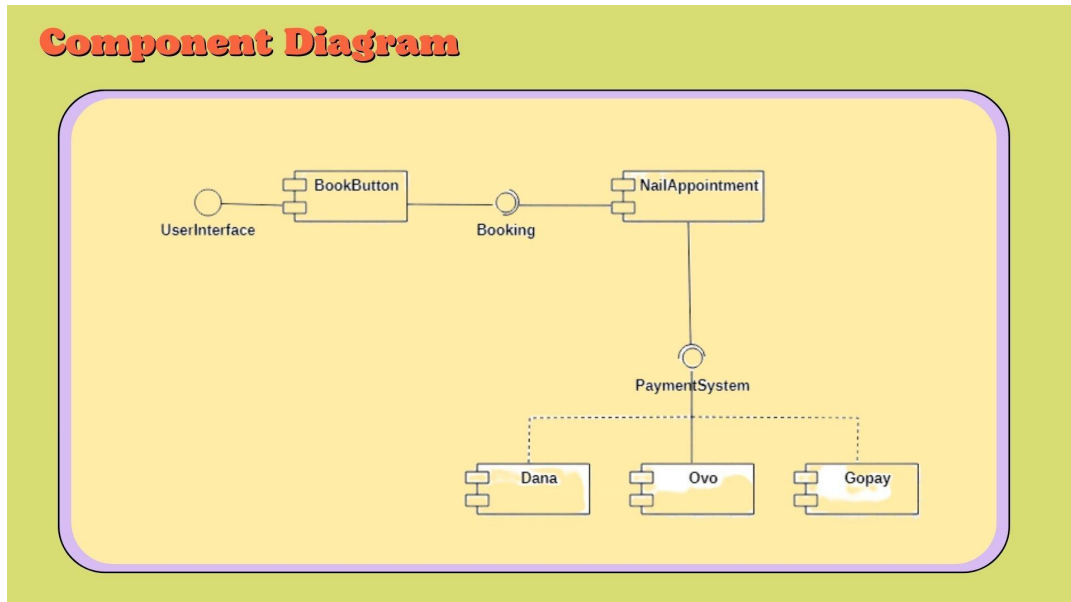 Component Diagram
BookButton
NailAppointment
UserInterface
Booking
PaymentSystem
Dana
Ovo
Gopay